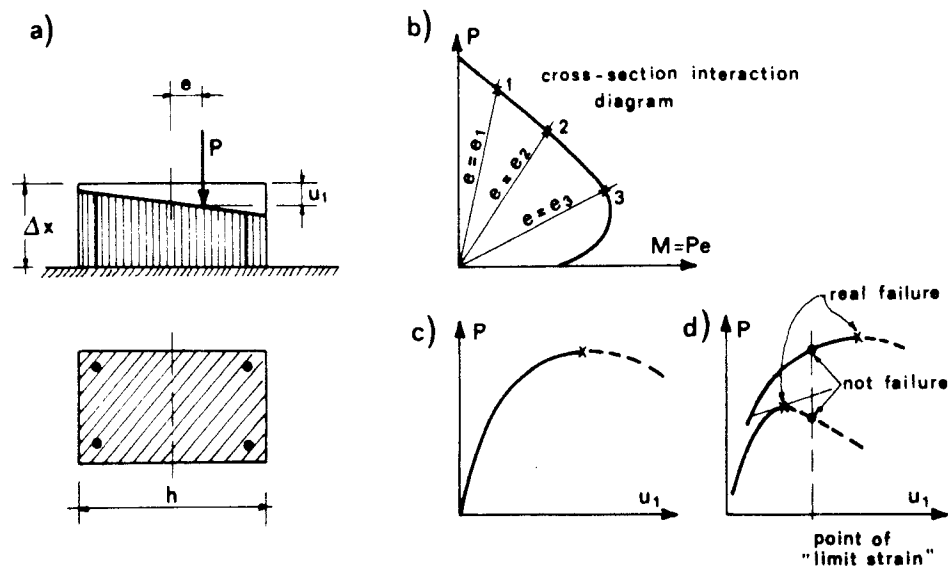 a)
e
P
u1
Δx
h
b)
P
cross-section interaction
diagram
1
2
3
e = e1
e = e2
e = e3
M=Pe
c)
P
u1
d)
P
real failure
not failure
u1
point of
"limit strain"